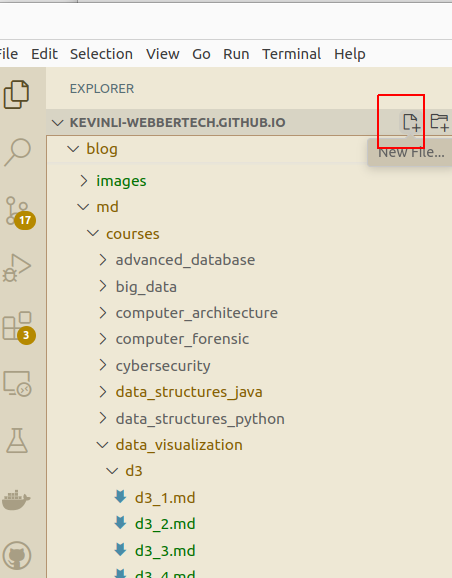 File Edit Selection View Go Run Terminal Help
EXPLORER
KEVINLI-WEBBERTECH.GITHUB.IO
New File...
blog
images
md
17
courses
advanced_database
big_data
computer_architecture
3
computer_forensic
cybersecurity
data_structures_java
data_structures_python
data_visualization
d3
d3_1.md
d3_2.md
d3_3.md
d3_4.md